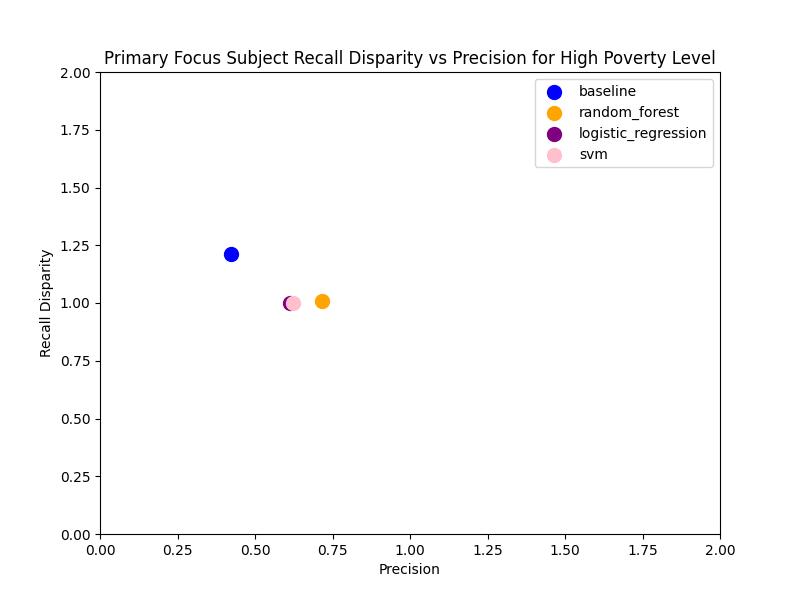 Primary Focus Subject Recall Disparity vs Precision for High Poverty Level
2.00
1.75
1.50
1.25
1.00
0.75
0.50
0.25
0.00
Recall Disparity
baseline
random_forest
logistic_regression
svm
0.00 0.25 0.50 0.75 1.00 1.25 1.50 1.75 2.00
Precision